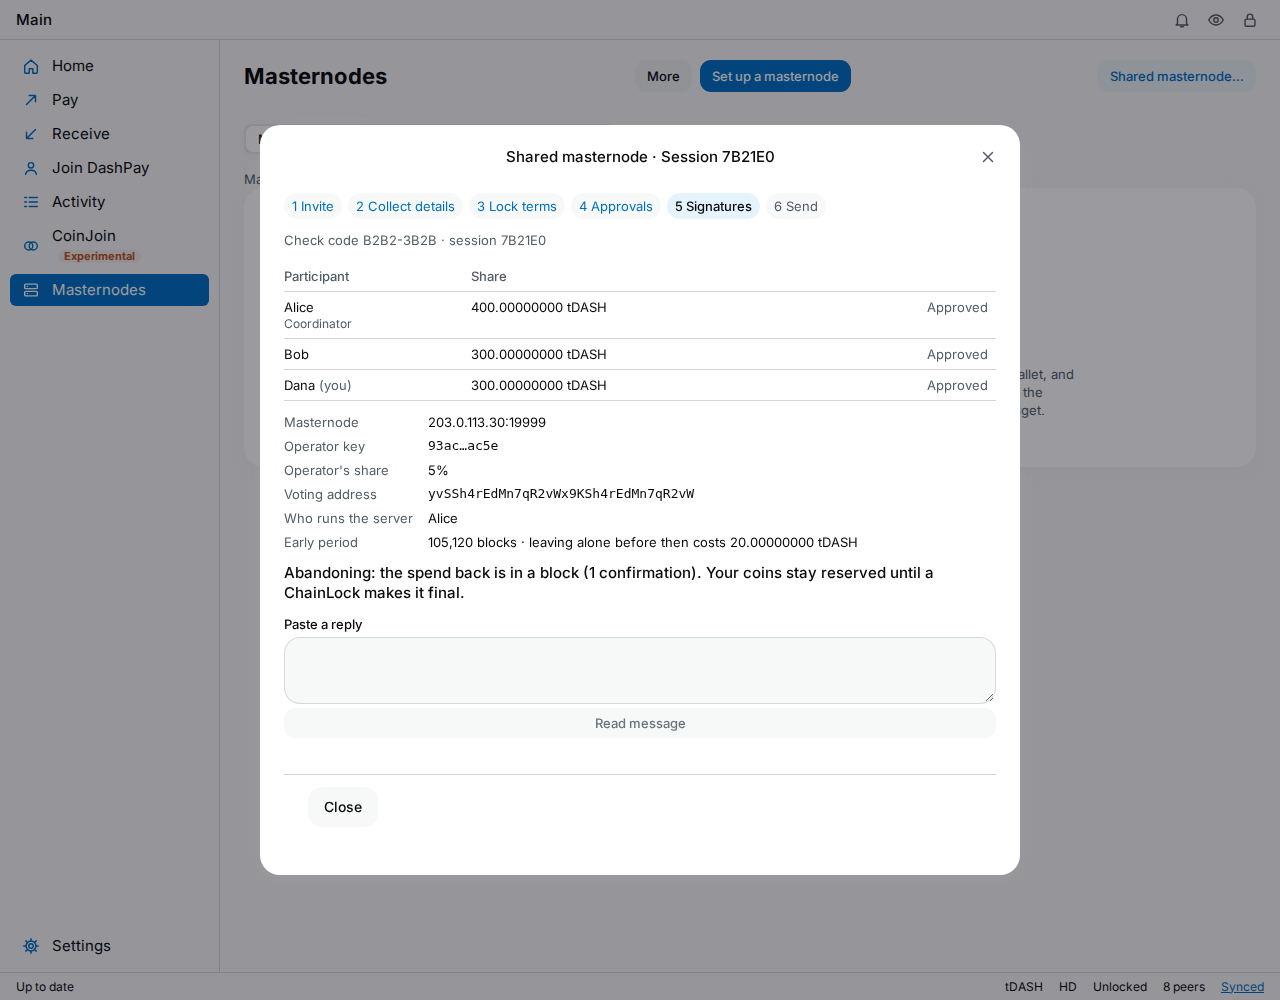 Main
Home
Pay
Receive
Join DashPay
Activity
CoinJoin
Experimental
Masternodes
Settings
Masternodes
More
Set up a masternode
Shared masternode...
Shared masternode · Session 7B21E0
1 Invite
2 Collect details
3 Lock terms
4 Approvals
5 Signatures
6 Send
Check code B2B2-3B2B · session 7B21E0
Participant Share
Alice 400.00000000 tDASH Approved
Coordinator
Bob 300.00000000 tDASH Approved
Dana (you) 300.00000000 tDASH Approved
Masternode 203.0.113.30:19999
Operator key 93ac…ac5e
Operator's share 5%
Voting address yvSSh4rEdMn7qR2vWx9KSh4rEdMn7qR2vW
Who runs the server Alice
Early period 105,120 blocks · leaving alone before then costs 20.00000000 tDASH
Abandoning: the spend back is in a block (1 confirmation). Your coins stay reserved until a
ChainLock makes it final.
Paste a reply
Read message
Close
and
the
Up to date
tDASH HD Unlocked 8 peers Synced